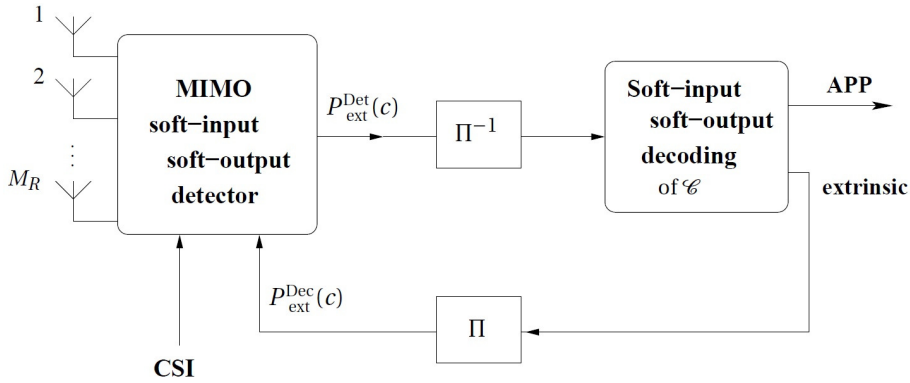 1
2
⋮
M_R
MIMO
soft-input
soft-output
detector
P_ext^Det(c)
Π^-1
Soft-input
soft-output
decoding
of 𝒞
APP
extrinsic
P_ext^Dec(c)
Π
CSI